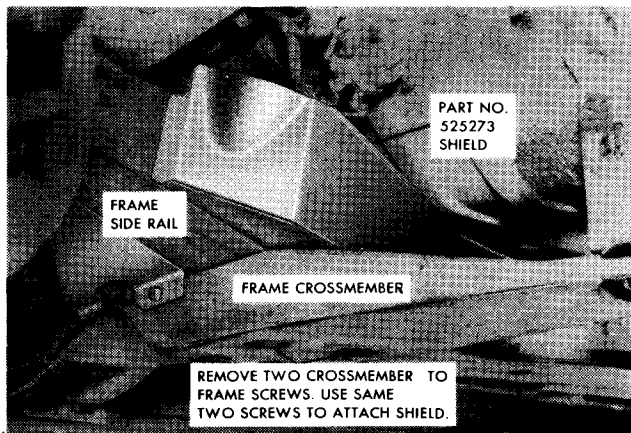 PART NO.
525273
SHIELD
FRAME
SIDE RAIL
FRAME CROSSMEMBER
REMOVE TWO CROSSMEMBER TO
FRAME SCREWS. USE SAME
TWO SCREWS TO ATTACH SHIELD.